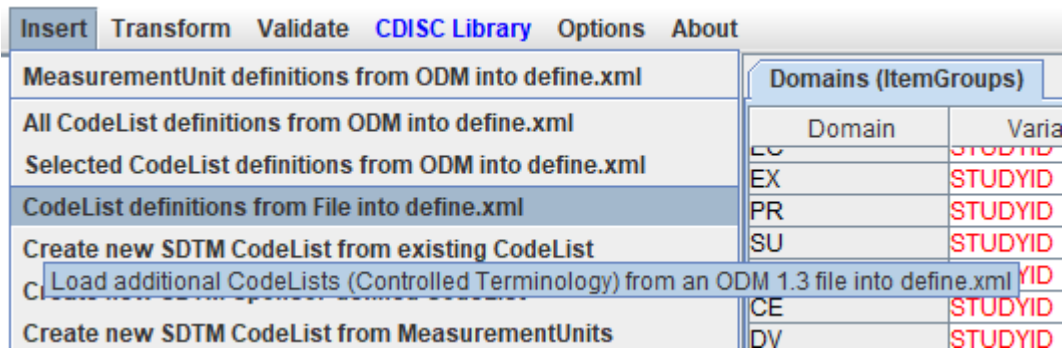 Insert Transform Validate CDISC Library Options About
MeasurementUnit definitions from ODM into define.xml
All CodeList definitions from ODM into define.xml
Selected CodeList definitions from ODM into define.xml
CodeList definitions from File into define.xml
Create new SDTM CodeList from existing CodeList
Load additional CodeLists (Controlled Terminology) from an ODM 1.3 file into define.xml
Create new SDTM CodeList from MeasurementUnits
Domains (ItemGroups)
Domain Varia
EX STUDYID
PR STUDYID
SU STUDYID
YID
CE STUDYID
DV STUDYID